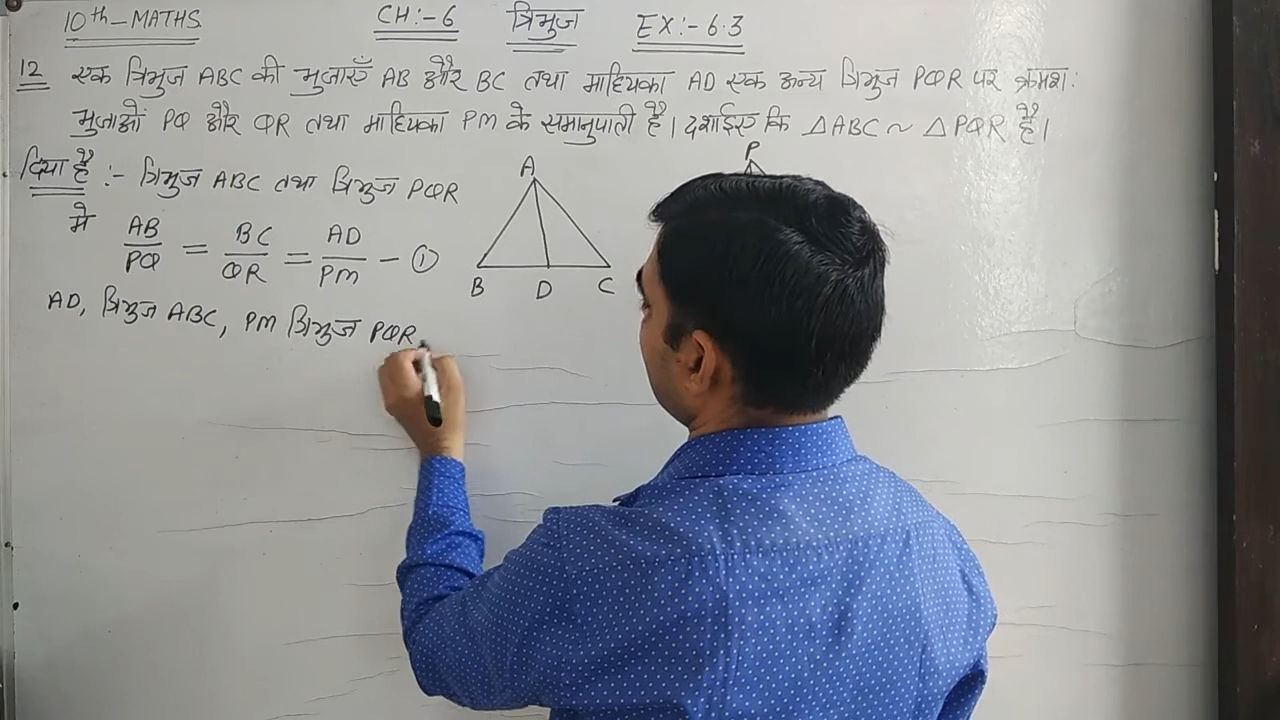 10th-MATHS CH:-6 त्रिभुज EX:-6.3
12 एक त्रिभुज ABC की भुजाएँ AB और BC तथा माध्यिका AD एक अन्य त्रिभुज PQR पर क्रमश:
भुजाओं PQ और QR तथा माध्यिका PM के समानुपाती है। दर्शाईए कि △ABC ~ △PQR है।
दिया है :- त्रिभुज ABC तथा त्रिभुज PQR
मे AB/PQ = BC/QR = AD/PM - ①
AD, त्रिभुज ABC, PM त्रिभुज PQR
A
B D C
P